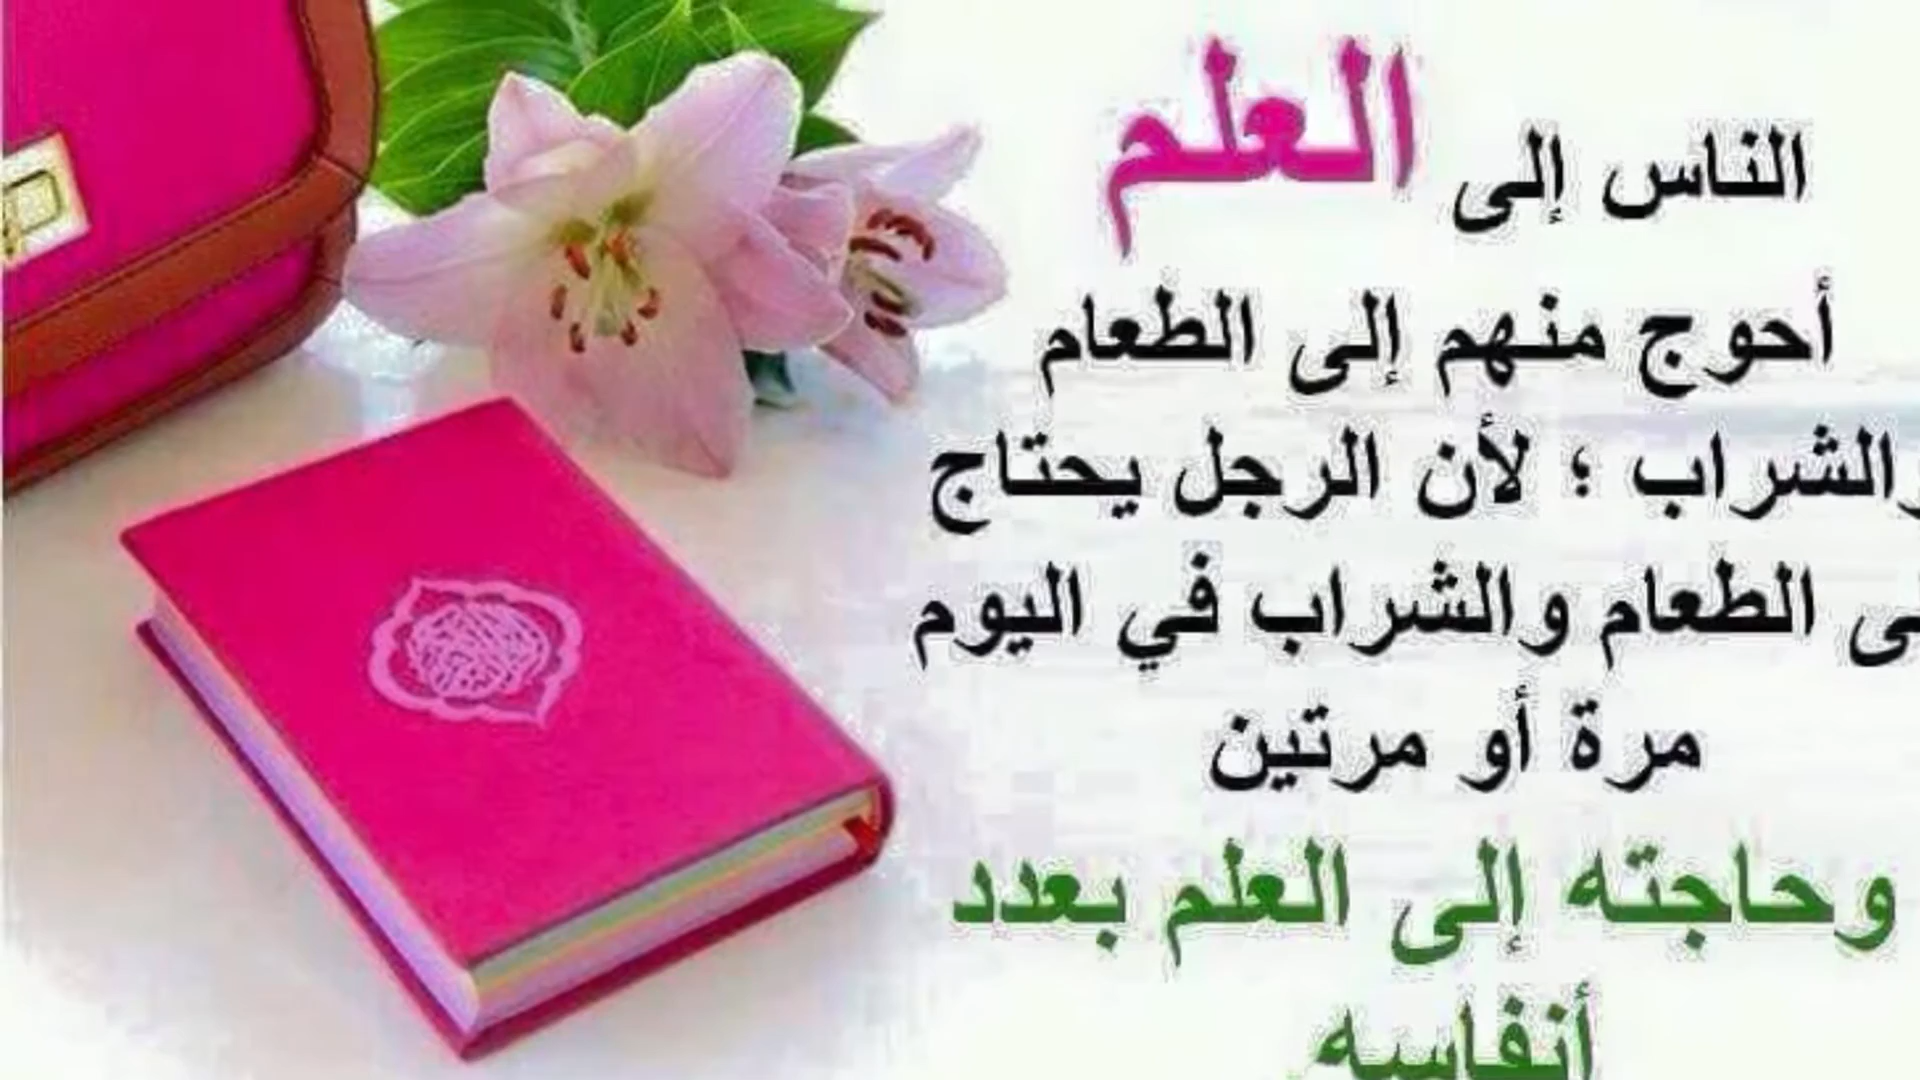 الناس إلى العلم
أحوج منهم إلى الطعام
والشراب ؛ لأن الرجل يحتاج
إلى الطعام والشراب في اليوم
مرة أو مرتين
وحاجته إلى العلم بعدد
أنفاسه